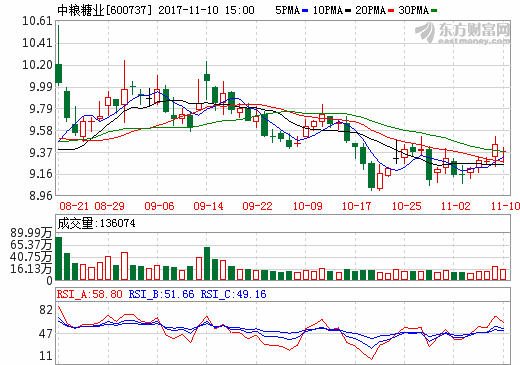 中粮糖业[600737] 2017-11-10 15:00 5PMA 10PMA 20PMA 30PMA
东方财富网
eastmoney.com
10.61
10.41
10.20
9.99
9.79
9.58
9.37
9.16
8.96
08-21 08-29 09-06 09-14 09-22 10-09 10-17 10-25 11-02 11-10
成交量:136074
89.99万
65.37万
40.75万
16.13万
0
RSI_A:58.80 RSI_B:51.66 RSI_C:49.16
82
47
11